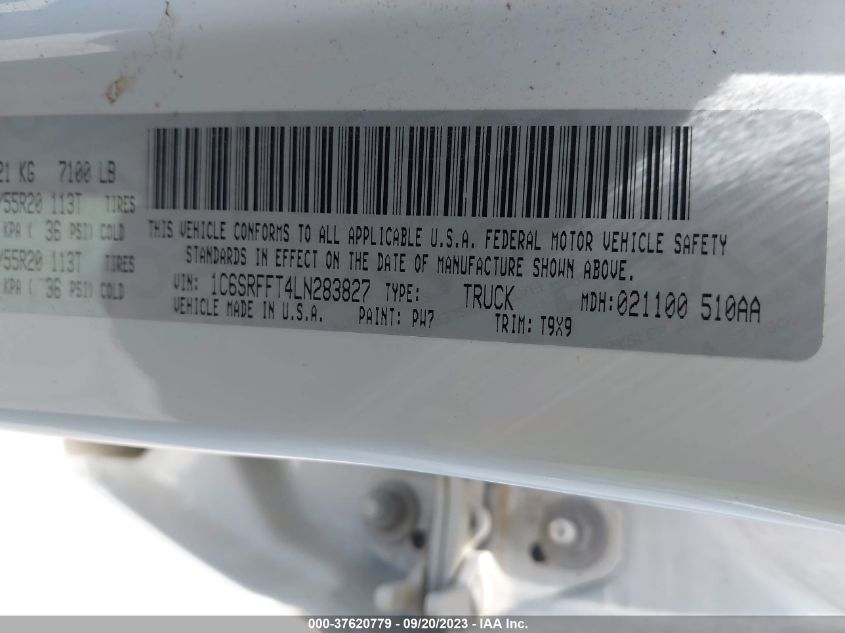 21 KG 7100 LB
/55R20 113T TIRES
KPA ( 36 PSI) COLD
/55R20 113T TIRES
KPA ( 36 PSI) COLD
THIS VEHICLE CONFORMS TO ALL APPLICABLE U.S.A. FEDERAL MOTOR VEHICLE SAFETY
STANDARDS IN EFFECT ON THE DATE OF MANUFACTURE SHOWN ABOVE.
VIN: 1C6SRFFT4LN283827 TYPE: TRUCK MDH:021100 510AA
VEHICLE MADE IN U.S.A. PAINT: PW7 TRIM: T9X9
000-37620779 - 09/20/2023 - IAAI Inc.